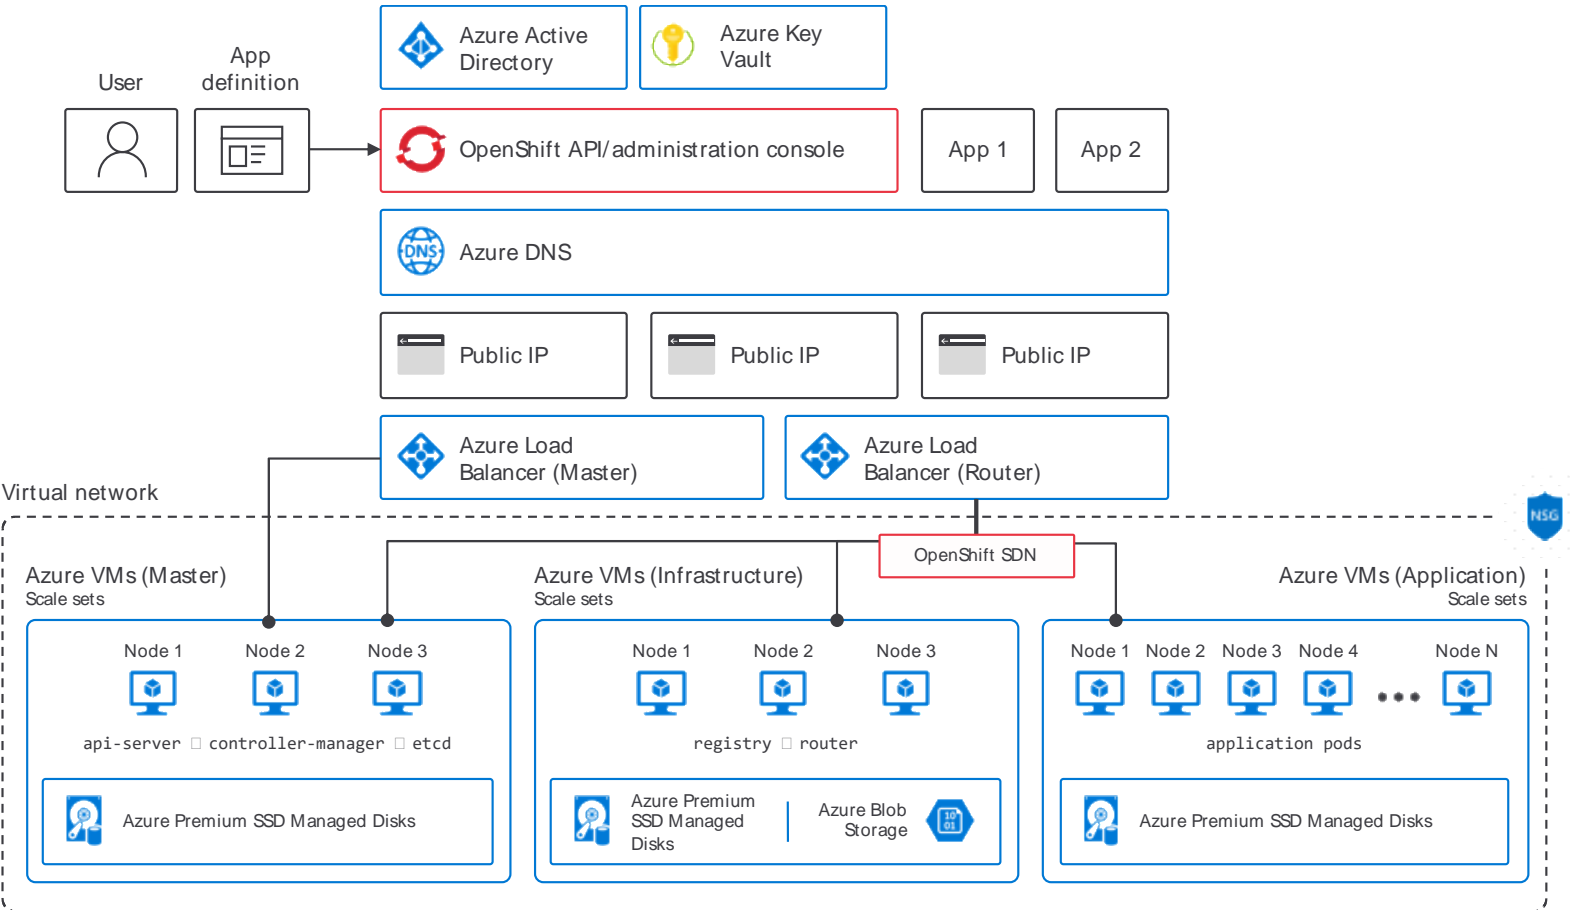 Azure Active
Directory
Azure Key
Vault
User
App
definition
OpenShift API/administration console
App 1
App 2
DNS
Azure DNS
Public IP
Public IP
Public IP
Azure Load
Balancer (Master)
Azure Load
Balancer (Router)
Virtual network
NSG
OpenShift SDN
Azure VMs (Master)
Scale sets
Azure VMs (Infrastructure)
Scale sets
Azure VMs (Application)
Scale sets
Node 1
Node 2
Node 3
api-server □ controller-manager □ etcd
Azure Premium SSD Managed Disks
Node 1
Node 2
Node 3
registry □ router
Azure Premium
SSD Managed
Disks
Azure Blob
Storage
10
01
Node 1
Node 2
Node 3
Node 4
Node N
application pods
Azure Premium SSD Managed Disks